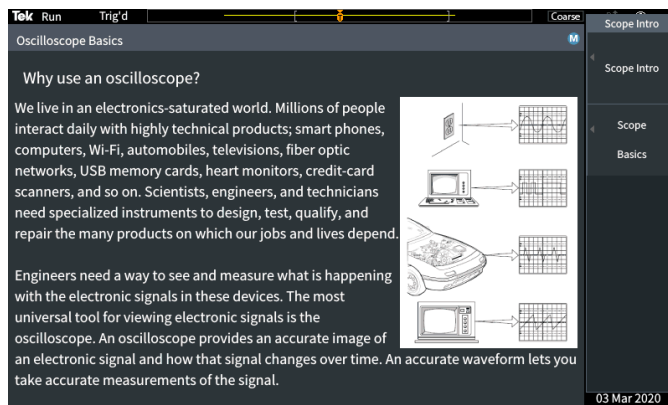 Tek Run Trig'd Coarse
Scope Intro
Oscilloscope Basics M
Why use an oscilloscope?
We live in an electronics-saturated world. Millions of people
interact daily with highly technical products; smart phones,
computers, Wi-Fi, automobiles, televisions, fiber optic
networks, USB memory cards, heart monitors, credit-card
scanners, and so on. Scientists, engineers, and technicians
need specialized instruments to design, test, qualify, and
repair the many products on which our jobs and lives depend.
Engineers need a way to see and measure what is happening
with the electronic signals in these devices. The most
universal tool for viewing electronic signals is the
oscilloscope. An oscilloscope provides an accurate image of
an electronic signal and how that signal changes over time. An accurate waveform lets you
take accurate measurements of the signal.
Scope Intro
Scope
Basics
03 Mar 2020